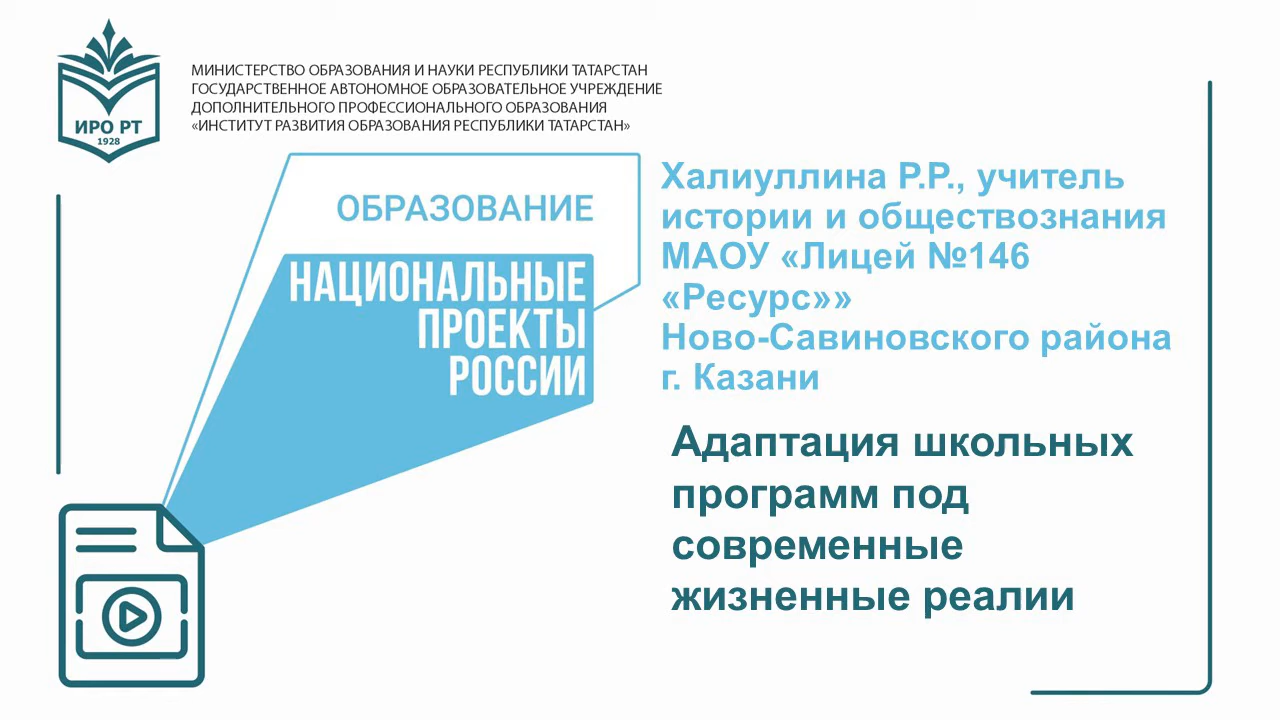 ИРО РТ
1928
МИНИСТЕРСТВО ОБРАЗОВАНИЯ И НАУКИ РЕСПУБЛИКИ ТАТАРСТАН
ГОСУДАРСТВЕННОЕ АВТОНОМНОЕ ОБРАЗОВАТЕЛЬНОЕ УЧРЕЖДЕНИЕ
ДОПОЛНИТЕЛЬНОГО ПРОФЕССИОНАЛЬНОГО ОБРАЗОВАНИЯ
«ИНСТИТУТ РАЗВИТИЯ ОБРАЗОВАНИЯ РЕСПУБЛИКИ ТАТАРСТАН»
ОБРАЗОВАНИЕ
НАЦИОНАЛЬНЫЕ
ПРОЕКТЫ
РОССИИ
Халиуллина Р.Р., учитель
истории и обществознания
МАОУ «Лицей №146
«Ресурс»»
Ново-Савиновского района
г. Казани
Адаптация школьных
программ под
современные
жизненные реалии